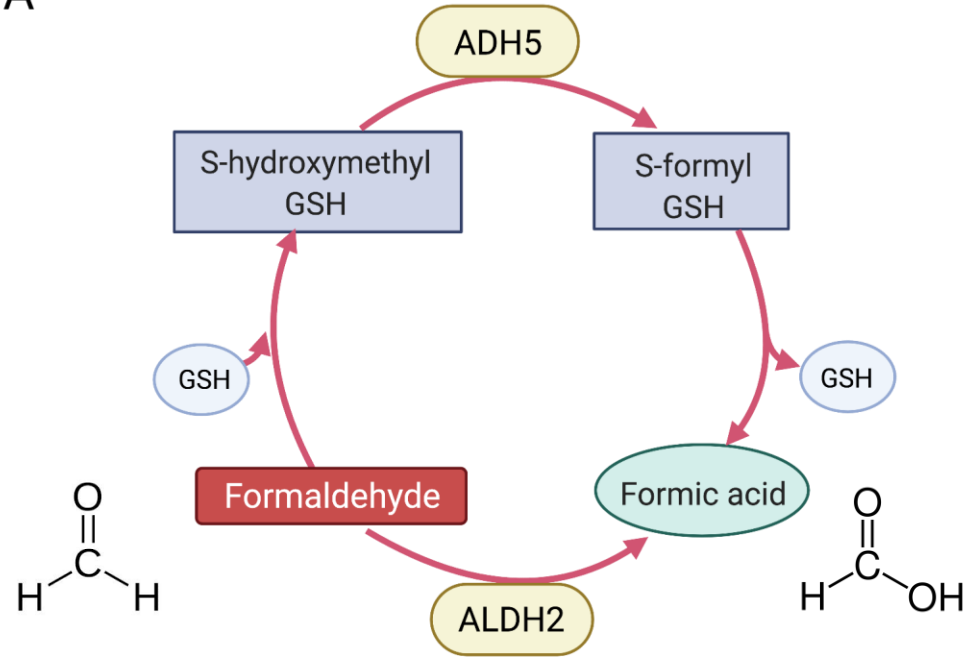 A
ADH5
S-hydroxymethyl
GSH
S-formyl
GSH
GSH
GSH
Formaldehyde
Formic acid
O
C
H
H
O
C
H
OH
ALDH2